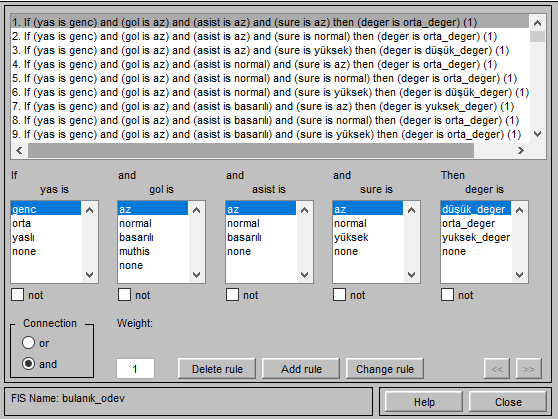 1. If (yas is genc) and (gol is az) and (asist is az) and (sure is az) then (deger is orta_deger) (1)
2. If (yas is genc) and (gol is az) and (asist is az) and (sure is normal) then (deger is orta_deger) (1)
3. If (yas is genc) and (gol is az) and (asist is az) and (sure is yüksek) then (deger is düşük_deger) (1)
4. If (yas is genc) and (gol is az) and (asist is normal) and (sure is az) then (deger is orta_deger) (1)
5. If (yas is genc) and (gol is az) and (asist is normal) and (sure is normal) then (deger is orta_deger) (1)
6. If (yas is genc) and (gol is az) and (asist is normal) and (sure is yüksek) then (deger is düşük_deger) (1)
7. If (yas is genc) and (gol is az) and (asist is basarılı) and (sure is az) then (deger is yuksek_deger) (1)
8. If (yas is genc) and (gol is az) and (asist is basarılı) and (sure is normal) then (deger is orta_deger) (1)
9. If (yas is genc) and (gol is az) and (asist is basarılı) and (sure is yüksek) then (deger is orta_deger) (1)
If and and and Then
yas is gol is asist is sure is deger is
genc az az az düşük_deger
orta normal normal normal orta_deger
yaslı basarılı basarılı yüksek yuksek_deger
none muthis none none none
none
not not not not not
Connection Weight:
or
and 1 Delete rule Add rule Change rule << >>
FIS Name: bulanık_odev Help Close